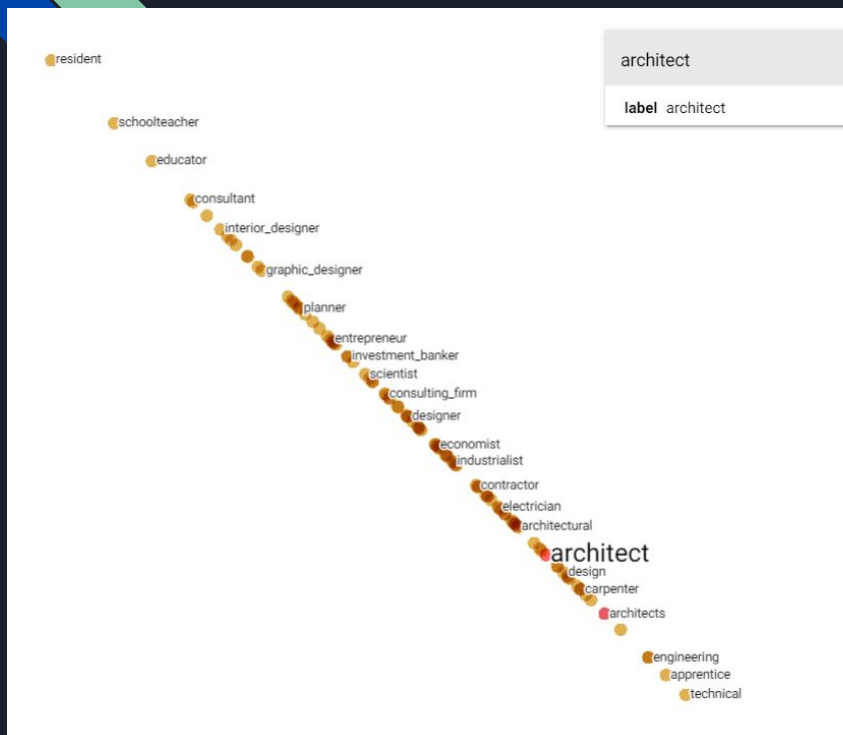 resident
architect
label architect
schoolteacher
educator
consultant
interior_designer
graphic_designer
planner
entrepreneur
investment_banker
scientist
consulting_firm
designer
economist
industrialist
contractor
electrician
architectural
architect
design
carpenter
architects
engineering
apprentice
technical